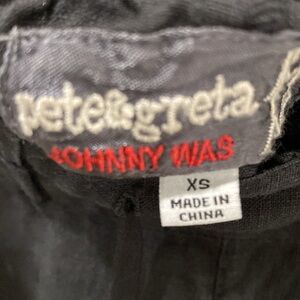 pete&greta
JOHNNY WAS
XS
MADE IN
CHINA